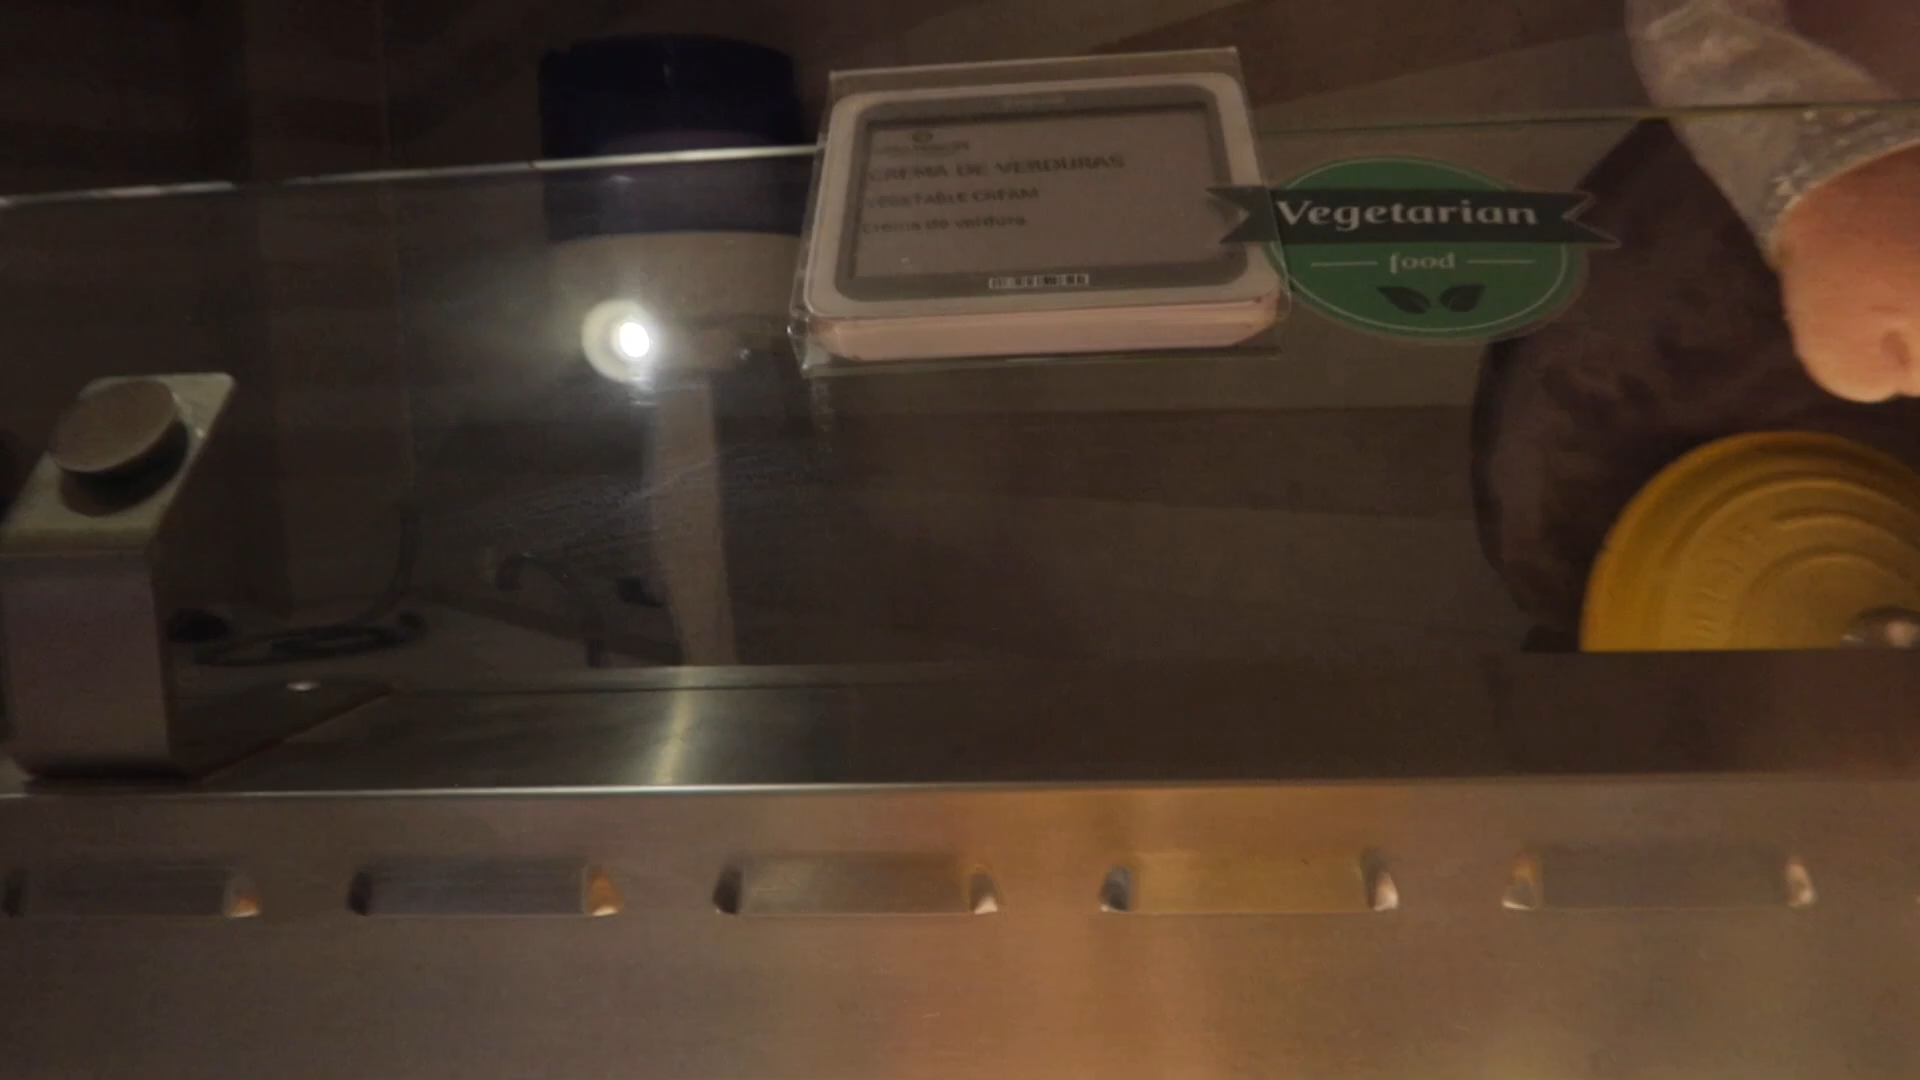 CREMA DE VERDURAS
VEGETABLE CREAM
Crema de verdura
Vegetarian
food